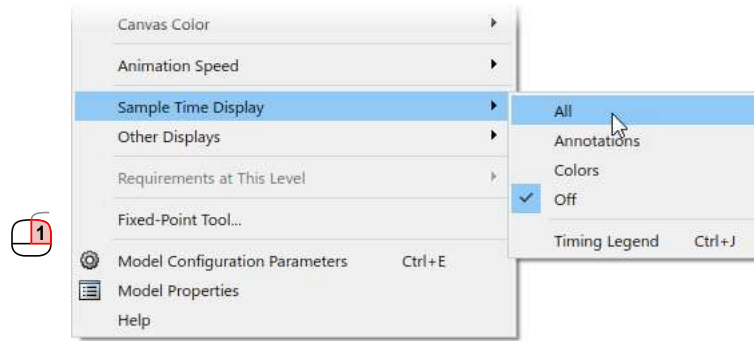 Canvas Color
Animation Speed
Sample Time Display
Other Displays
Requirements at This Level
Fixed-Point Tool...
Model Configuration Parameters Ctrl+E
Model Properties
Help
All
Annotations
Colors
Off
Timing Legend Ctrl+J
1